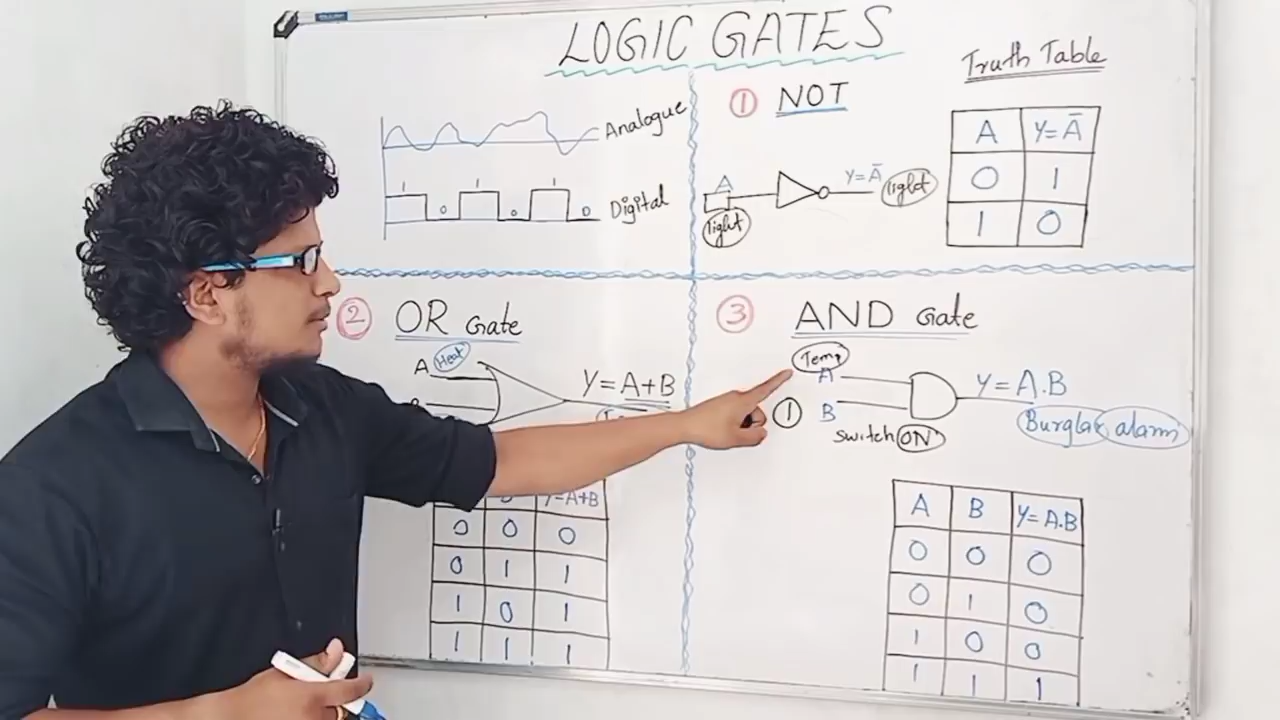 LOGIC GATES
Analogue
1 1 1
0 0 0
Digital
① NOT
A
Y=Ā
light
light
Truth Table
A Y=Ā
0 1
1 0
② OR Gate
A Heat
Y=A+B
Y=A+B
0 0 0
0 1 1
1 0 1
1 1 1
③ AND Gate
Temp
A
① B
Switch ON
Y=A.B
Burglar alarm
A B Y=A.B
0 0 0
0 1 0
1 0 0
1 1 1